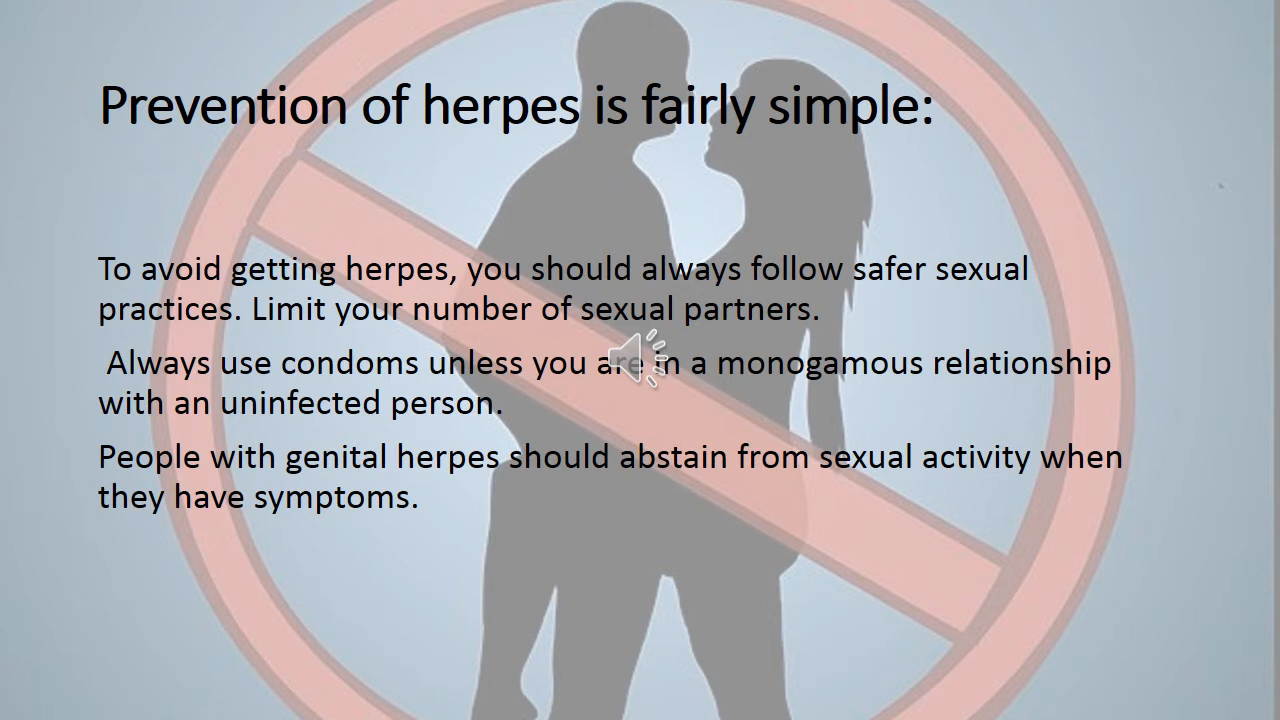 Prevention of herpes is fairly simple:
To avoid getting herpes, you should always follow safer sexual
practices. Limit your number of sexual partners.
Always use condoms unless you are in a monogamous relationship
with an uninfected person.
People with genital herpes should abstain from sexual activity when
they have symptoms.